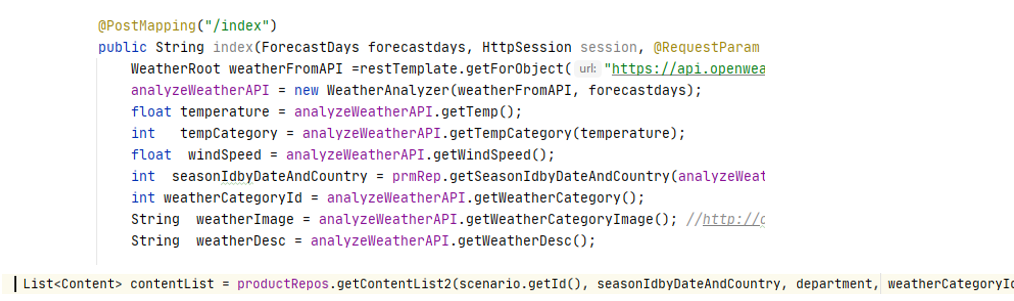 @PostMapping("/index")
public String index(ForecastDays forecastdays, HttpSession session, @RequestParam
WeatherRoot weatherFromAPI =restTemplate.getForObject( url: "https://api.openwea
analyzeWeatherAPI = new WeatherAnalyzer(weatherFromAPI, forecastdays);
float temperature = analyzeWeatherAPI.getTemp();
int tempCategory = analyzeWeatherAPI.getTempCategory(temperature);
float windSpeed = analyzeWeatherAPI.getWindSpeed();
int seasonIdbyDateAndCountry = prmRep.getSeasonIdbyDateAndCountry(analyzeWeat
int weatherCategoryId = analyzeWeatherAPI.getWeatherCategory();
String weatherImage = analyzeWeatherAPI.getWeatherCategoryImage(); //http://
String weatherDesc = analyzeWeatherAPI.getWeatherDesc();
List<Content> contentList = productRepos.getContentList2(scenario.getId(), seasonIdbyDateAndCountry, department, weatherCategoryId